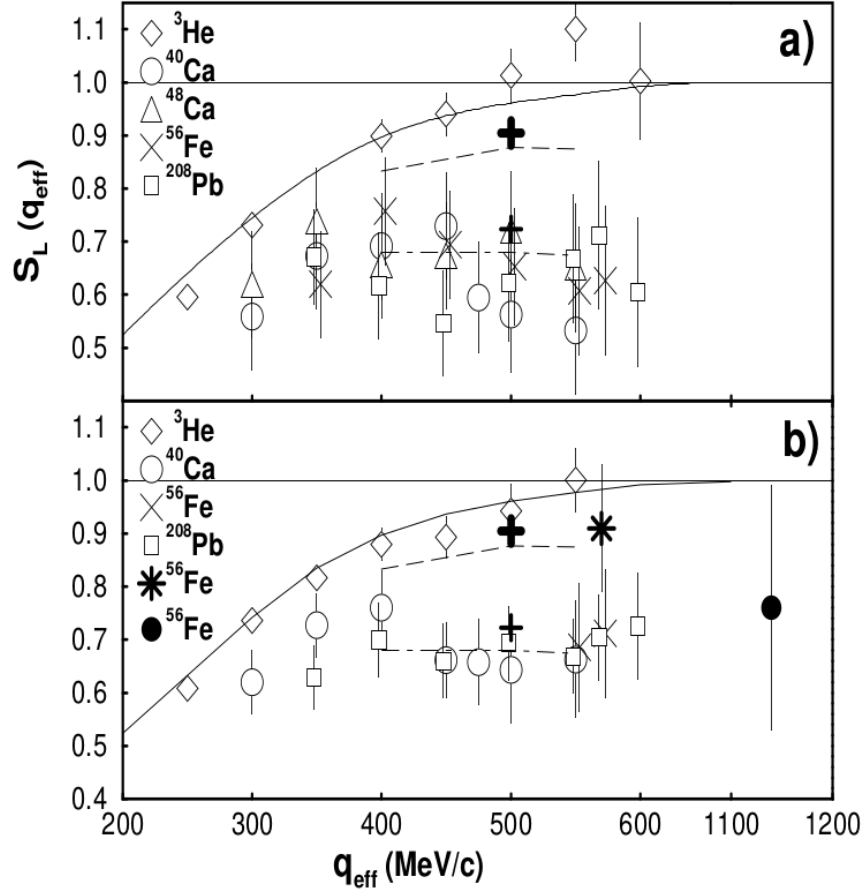 a)
1.1
1.0
0.9
0.8
0.7
0.6
0.5
³He
⁴⁰Ca
⁴⁸Ca
⁵⁶Fe
²⁰⁸Pb
S_L (q_eff)
b)
1.1
1.0
0.9
0.8
0.7
0.6
0.5
0.4
³He
⁴⁰Ca
⁵⁶Fe
²⁰⁸Pb
⁵⁶Fe
⁵⁶Fe
200 300 400 500 600 1100 1200
q_eff (MeV/c)